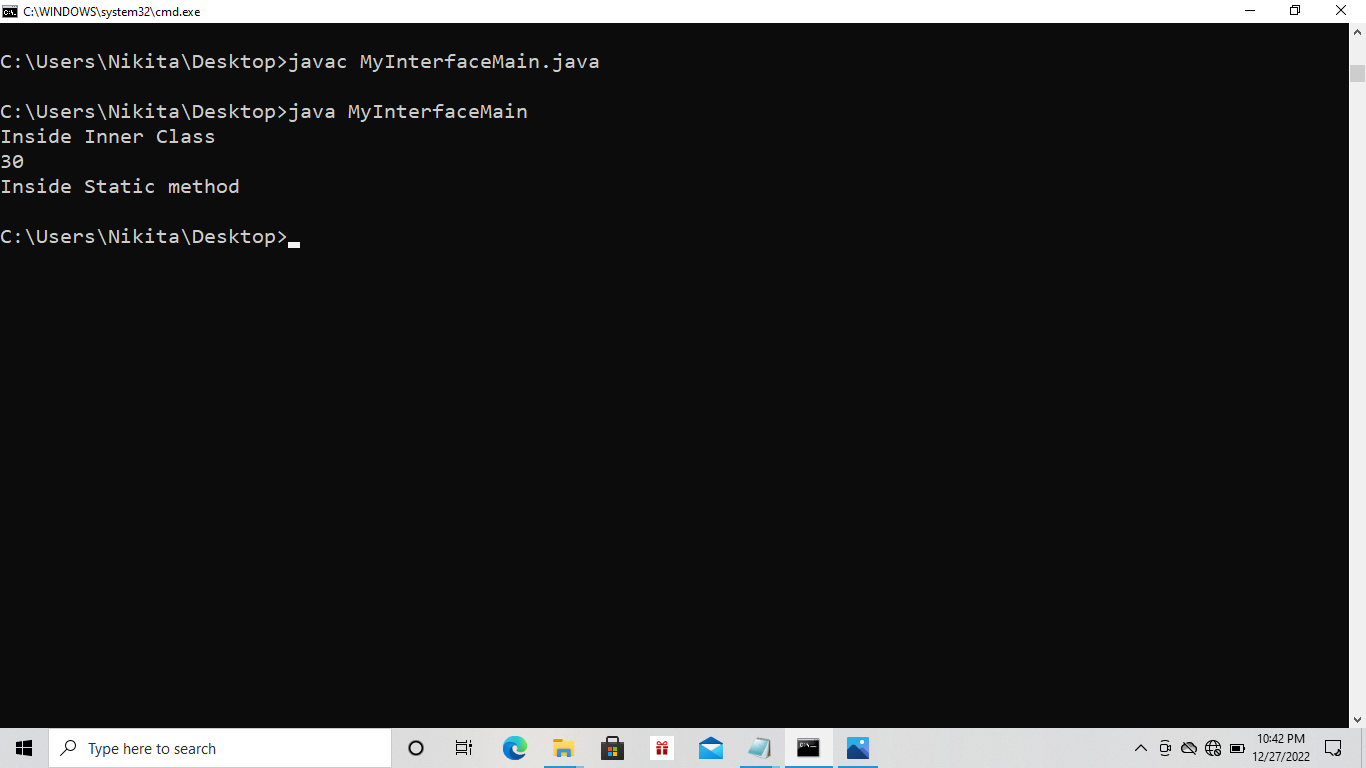 C:\WINDOWS\system32\cmd.exe
C:\Users\Nikita\Desktop>javac MyInterfaceMain.java
C:\Users\Nikita\Desktop>java MyInterfaceMain
Inside Inner Class
30
Inside Static method
C:\Users\Nikita\Desktop>
Type here to search
10:42 PM
12/27/2022